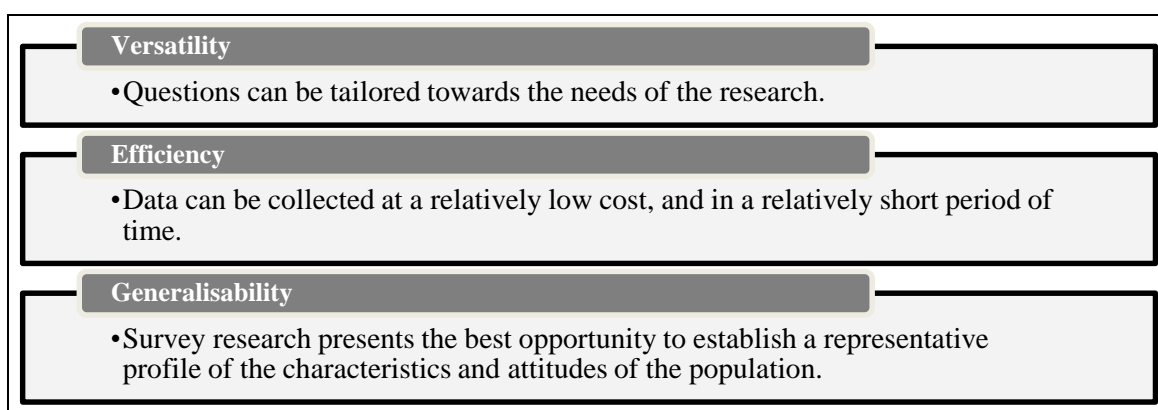 Versatility
•Questions can be tailored towards the needs of the research.
Efficiency
•Data can be collected at a relatively low cost, and in a relatively short period of
time.
Generalisability
•Survey research presents the best opportunity to establish a representative
profile of the characteristics and attitudes of the population.